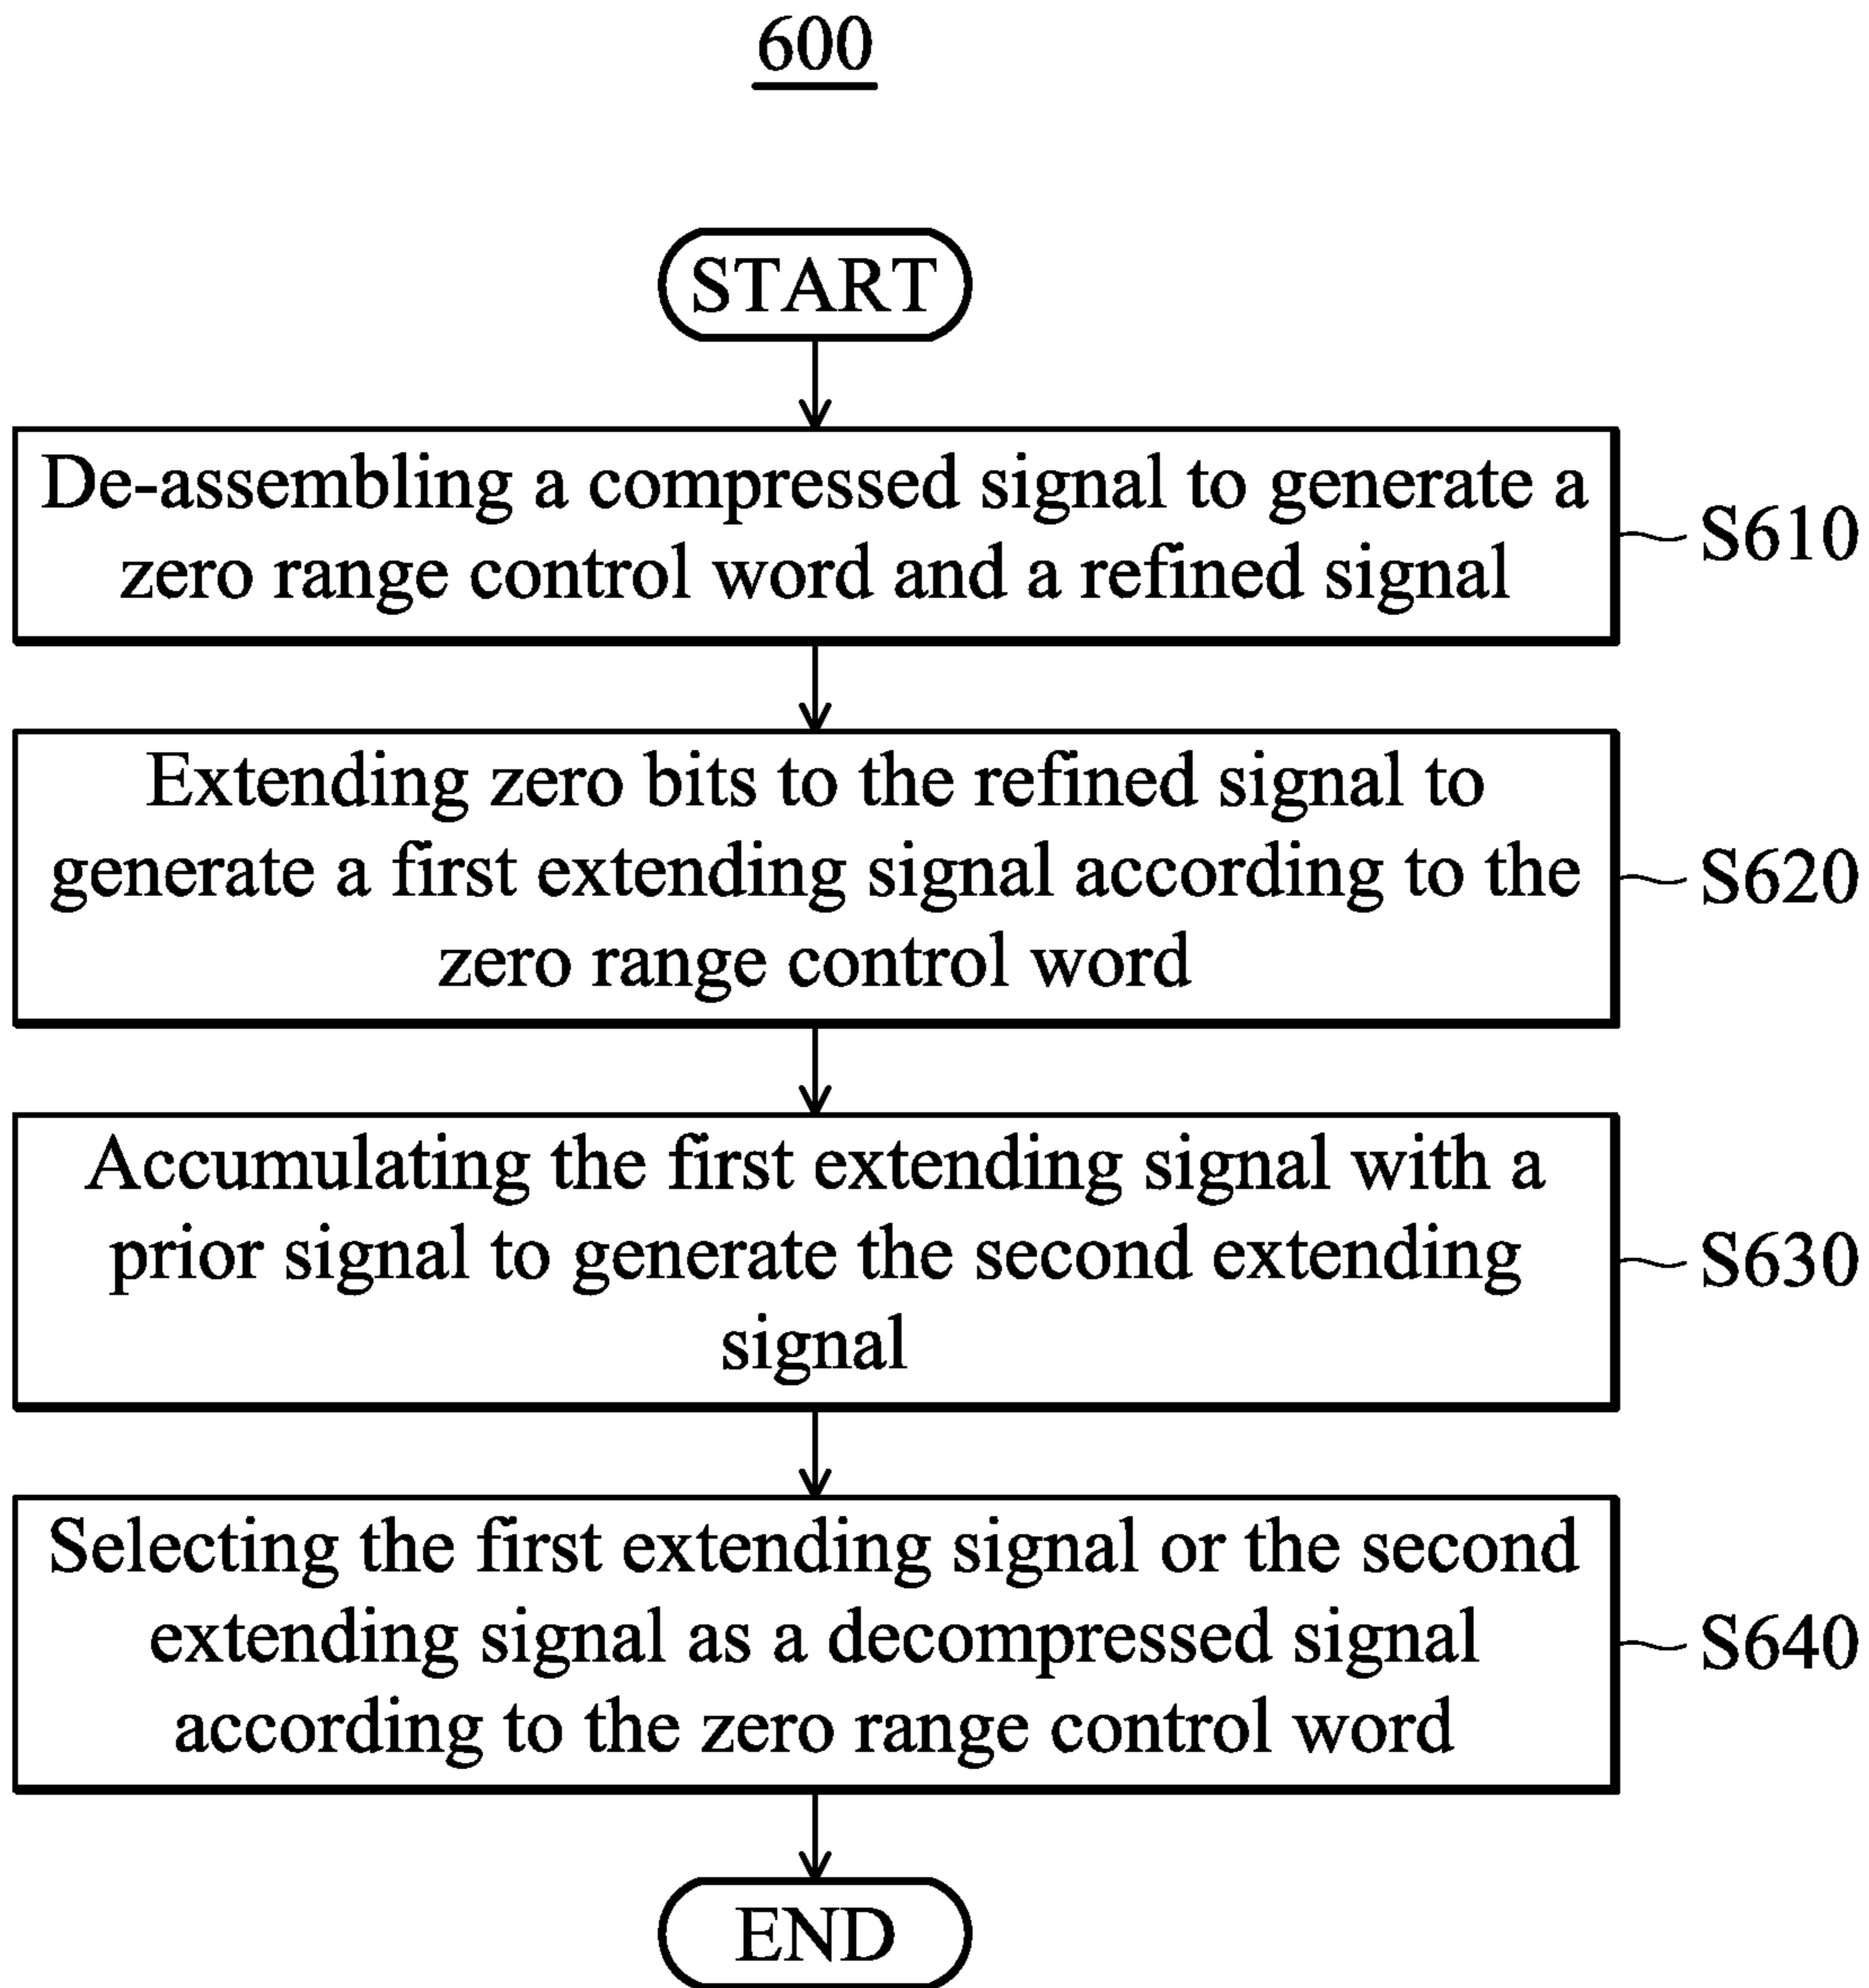 600
START
De-assembling a compressed signal to generate a
zero range control word and a refined signal
S610
Extending zero bits to the refined signal to
generate a first extending signal according to the
zero range control word
S620
Accumulating the first extending signal with a
prior signal to generate the second extending
signal
S630
Selecting the first extending signal or the second
extending signal as a decompressed signal
according to the zero range control word
S640
END